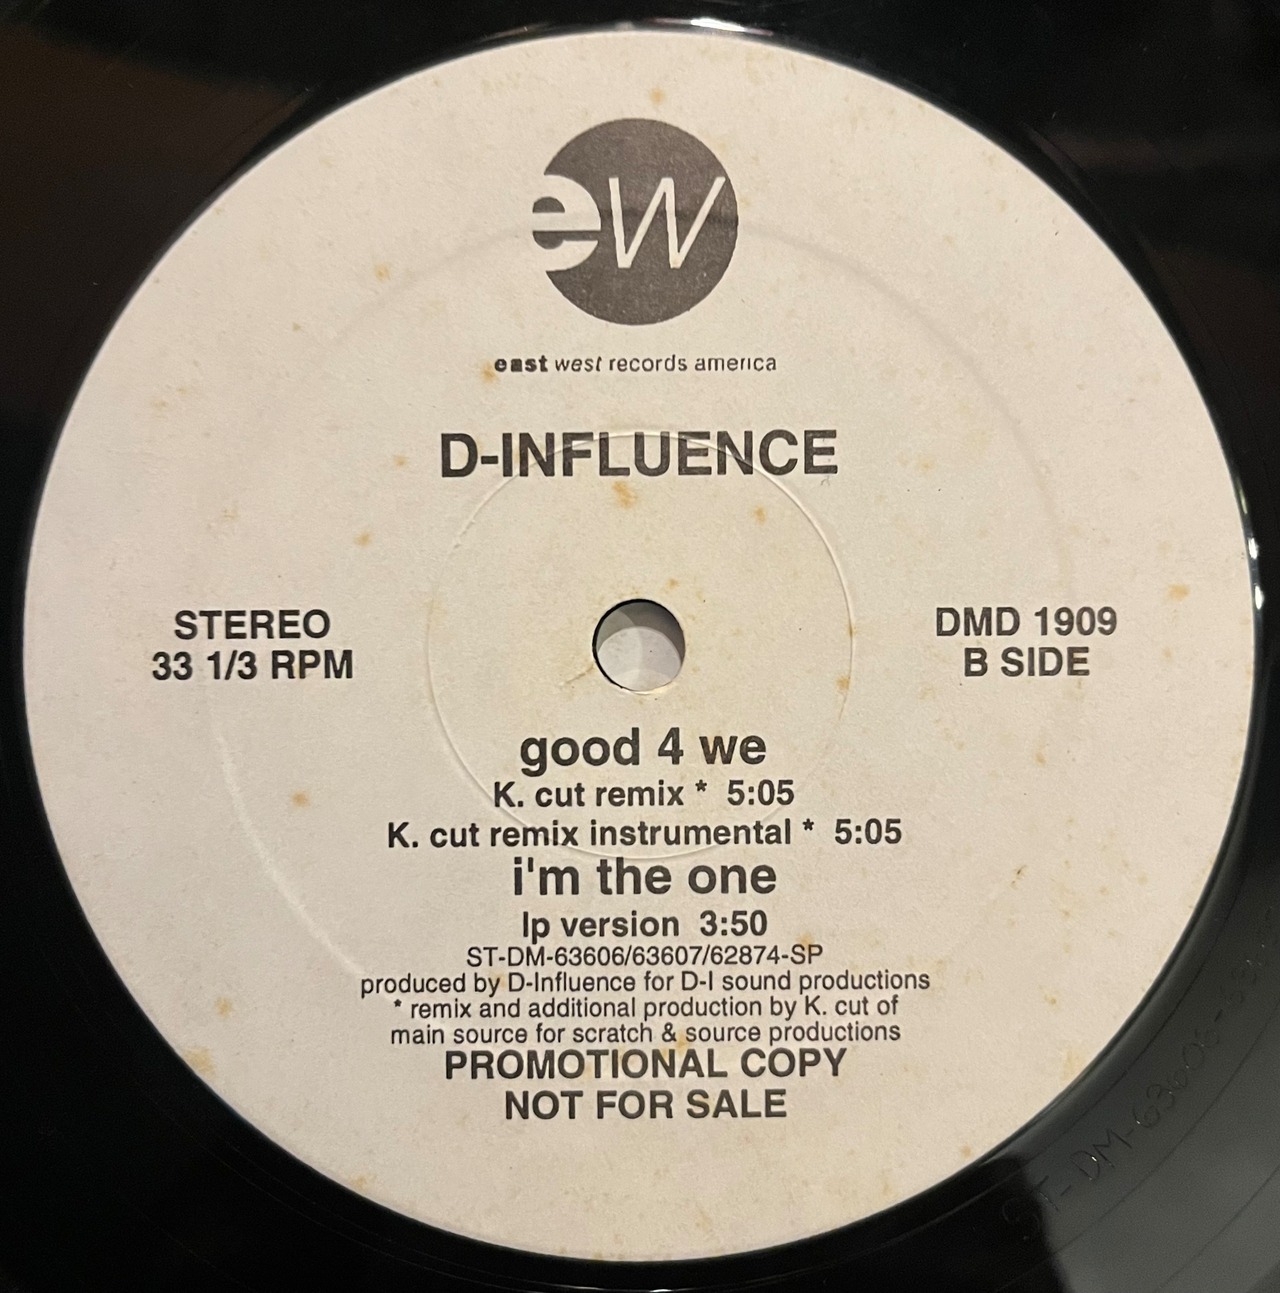 ew
east west records america
D-INFLUENCE
STEREO
33 1/3 RPM
DMD 1909
B SIDE
good 4 we
K. cut remix * 5:05
K. cut remix instrumental * 5:05
i'm the one
lp version 3:50
ST-DM-63606/63607/62874-SP
produced by D-Influence for D-I sound productions
* remix and additional production by K. cut of
main source for scratch & source productions
PROMOTIONAL COPY
NOT FOR SALE
ST-DM-63606-